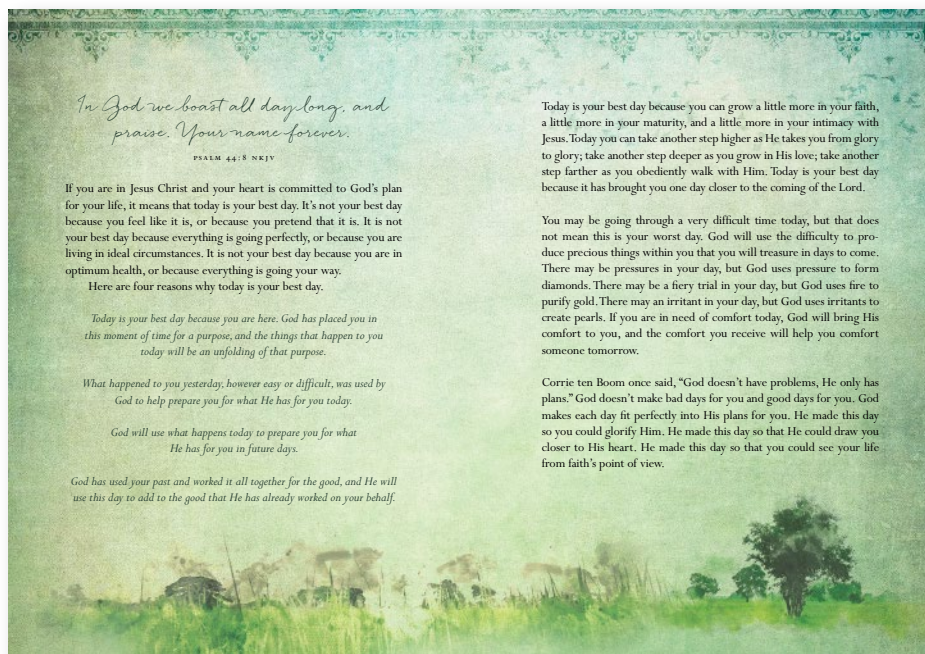 In God we boast all day long, and
praise Your name forever.
PSALM 44:8 NKJV
If you are in Jesus Christ and your heart is committed to God's plan
for your life, it means that today is your best day. It's not your best day
because you feel like it is, or because you pretend that it is. It is not
your best day because everything is going perfectly, or because you are
living in ideal circumstances. It is not your best day because you are in
optimum health, or because everything is going your way.
Here are four reasons why today is your best day.
Today is your best day because you are here. God has placed you in
this moment of time for a purpose, and the things that happen to you
today will be an unfolding of that purpose.
What happened to you yesterday, however easy or difficult, was used by
God to help prepare you for what He has for you today.
God will use what happens today to prepare you for what
He has for you in future days.
God has used your past and worked it all together for the good, and He will
use this day to add to the good that He has already worked on your behalf.
Today is your best day because you can grow a little more in your faith,
a little more in your maturity, and a little more in your intimacy with
Jesus. Today you can take another step higher as He takes you from glory
to glory; take another step deeper as you grow in His love; take another
step farther as you obediently walk with Him. Today is your best day
because it has brought you one day closer to the coming of the Lord.
You may be going through a very difficult time today, but that does
not mean this is your worst day. God will use the difficulty to pro-
duce precious things within you that you will treasure in days to come.
There may be pressures in your day, but God uses pressure to form
diamonds. There may be a fiery trial in your day, but God uses fire to
purify gold. There may an irritant in your day, but God uses irritants to
create pearls. If you are in need of comfort today, God will bring His
comfort to you, and the comfort you receive will help you comfort
someone tomorrow.
Corrie ten Boom once said, “God doesn't have problems, He only has
plans.” God doesn't make bad days for you and good days for you. God
makes each day fit perfectly into His plans for you. He made this day
so you could glorify Him. He made this day so that He could draw you
closer to His heart. He made this day so that you could see your life
from faith's point of view.